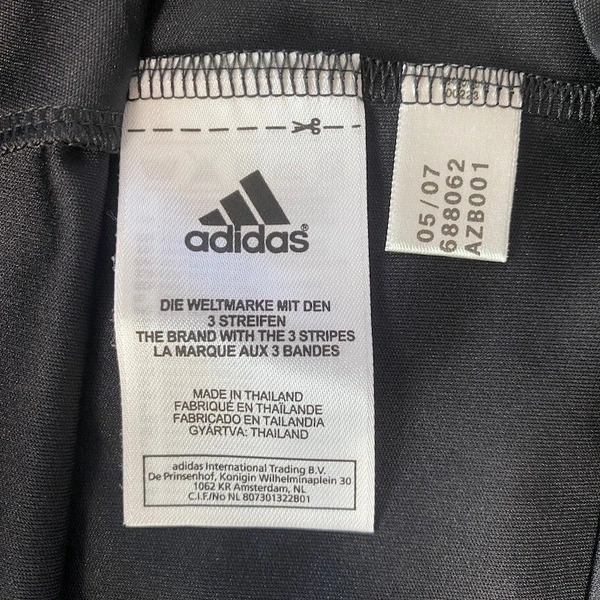 adidas®
DIE WELTMARKE MIT DEN
3 STREIFEN
THE BRAND WITH THE 3 STRIPES
LA MARQUE AUX 3 BANDES
MADE IN THAILAND
FABRIQUÉ EN THAÏLANDE
FABRICADO EN TAILANDIA
GYÁRTVA: THAILAND
adidas International Trading B.V.
De Prinsenhof, Konigin Wilhelminaplein 30
1062 KR Amsterdam, NL
C.I.F./No NL 807301322B01
05/07
688062
AZB001